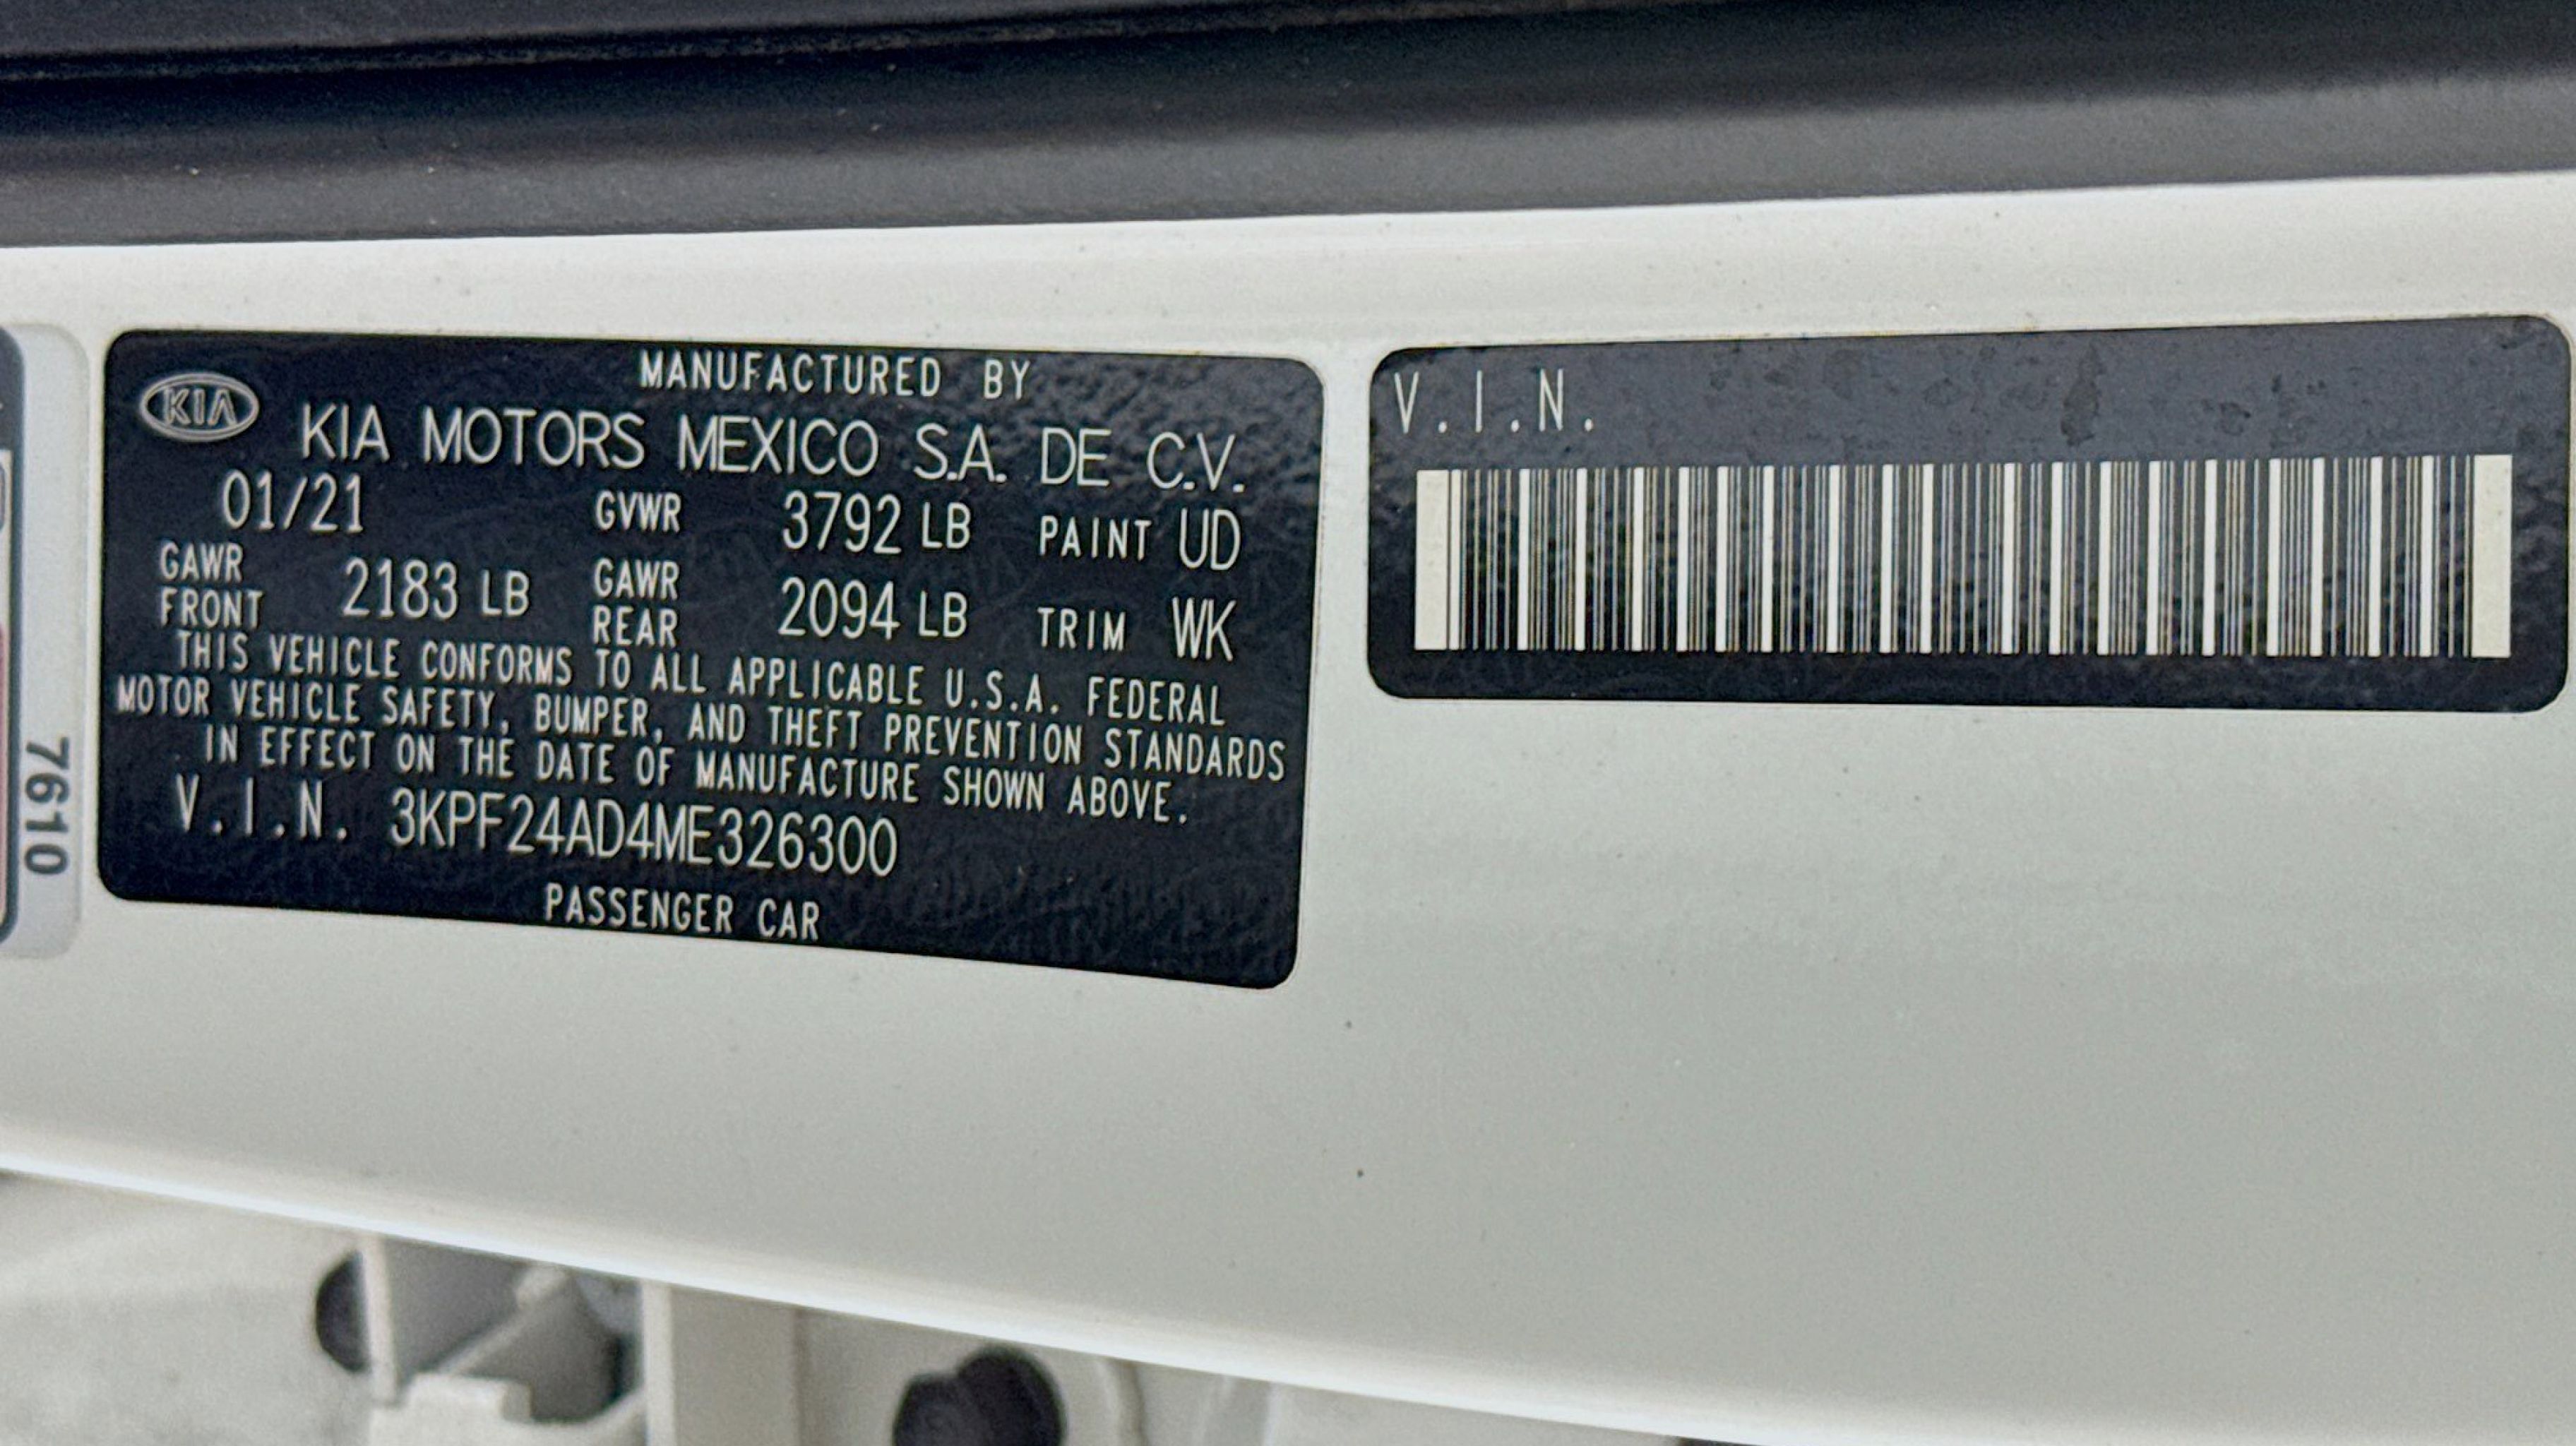 MANUFACTURED BY
KIA
KIA MOTORS MEXICO S.A. DE C.V.
01/21 GVWR 3792 LB PAINT UD
GAWR FRONT 2183 LB GAWR REAR 2094 LB TRIM WK
THIS VEHICLE CONFORMS TO ALL APPLICABLE U.S.A. FEDERAL
MOTOR VEHICLE SAFETY, BUMPER, AND THEFT PREVENTION STANDARDS
IN EFFECT ON THE DATE OF MANUFACTURE SHOWN ABOVE.
V.I.N. 3KPF24AD4ME326300
PASSENGER CAR
V.I.N.
7610